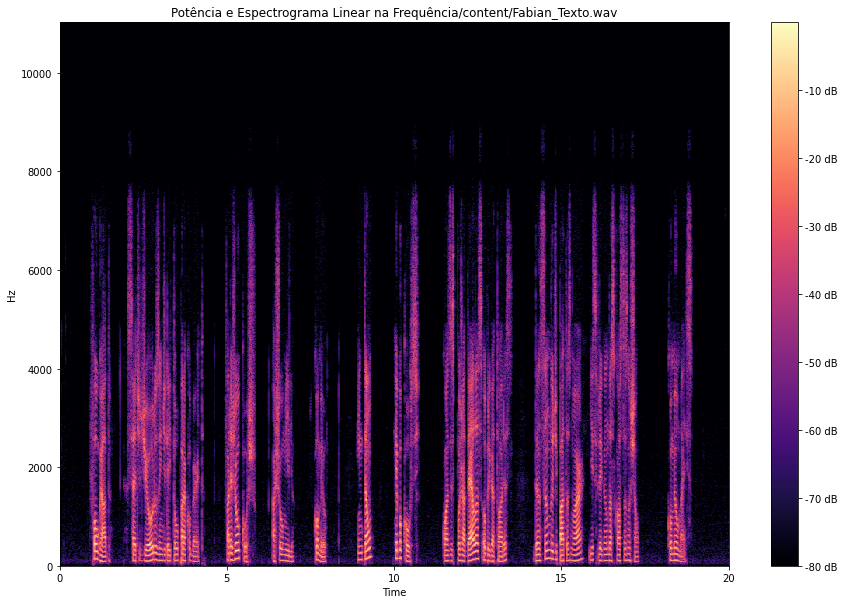 Potência e Espectrograma Linear na Frequência/content/Fabian_Texto.wav
10000
8000
6000
4000
2000
0
Hz
0
5
10
15
20
Time
-10 dB
-20 dB
-30 dB
-40 dB
-50 dB
-60 dB
-70 dB
-80 dB